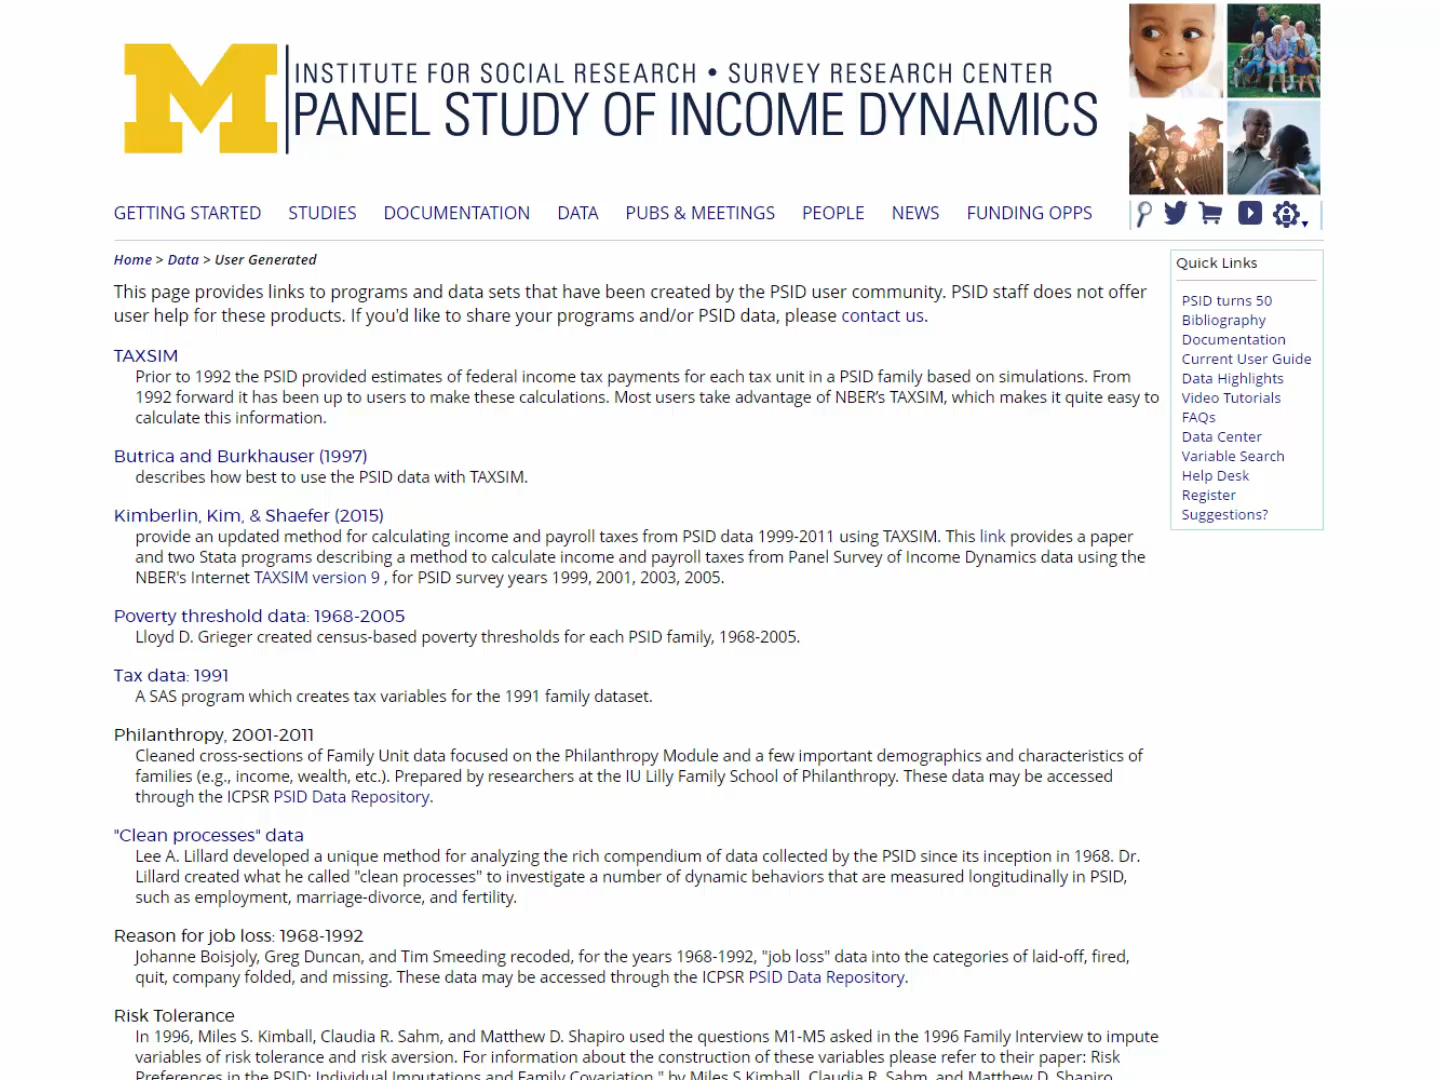 INSTITUTE FOR SOCIAL RESEARCH • SURVEY RESEARCH CENTER
PANEL STUDY OF INCOME DYNAMICS
GETTING STARTED STUDIES DOCUMENTATION DATA PUBS & MEETINGS PEOPLE NEWS FUNDING OPPS
Home > Data > User Generated
This page provides links to programs and data sets that have been created by the PSID user community. PSID staff does not offer
user help for these products. If you'd like to share your programs and/or PSID data, please contact us.
TAXSIM
Prior to 1992 the PSID provided estimates of federal income tax payments for each tax unit in a PSID family based on simulations. From
1992 forward it has been up to users to make these calculations. Most users take advantage of NBER's TAXSIM, which makes it quite easy to
calculate this information.
Butrica and Burkhauser (1997)
describes how best to use the PSID data with TAXSIM.
Kimberlin, Kim, & Shaefer (2015)
provide an updated method for calculating income and payroll taxes from PSID data 1999-2011 using TAXSIM. This link provides a paper
and two Stata programs describing a method to calculate income and payroll taxes from Panel Survey of Income Dynamics data using the
NBER's Internet TAXSIM version 9 , for PSID survey years 1999, 2001, 2003, 2005.
Poverty threshold data: 1968-2005
Lloyd D. Grieger created census-based poverty thresholds for each PSID family, 1968-2005.
Tax data: 1991
A SAS program which creates tax variables for the 1991 family dataset.
Philanthropy, 2001-2011
Cleaned cross-sections of Family Unit data focused on the Philanthropy Module and a few important demographics and characteristics of
families (e.g., income, wealth, etc.). Prepared by researchers at the IU Lilly Family School of Philanthropy. These data may be accessed
through the ICPSR PSID Data Repository.
"Clean processes" data
Lee A. Lillard developed a unique method for analyzing the rich compendium of data collected by the PSID since its inception in 1968. Dr.
Lillard created what he called "clean processes" to investigate a number of dynamic behaviors that are measured longitudinally in PSID,
such as employment, marriage-divorce, and fertility.
Reason for job loss: 1968-1992
Johanne Boisjoly, Greg Duncan, and Tim Smeeding recoded, for the years 1968-1992, "job loss" data into the categories of laid-off, fired,
quit, company folded, and missing. These data may be accessed through the ICPSR PSID Data Repository.
Risk Tolerance
In 1996, Miles S. Kimball, Claudia R. Sahm, and Matthew D. Shapiro used the questions M1-M5 asked in the 1996 Family Interview to impute
variables of risk tolerance and risk aversion. For information about the construction of these variables please refer to their paper: Risk
Preferences in the PSID: Individual Imputations and Family Covariation," by Miles S Kimball, Claudia R. Sahm, and Matthew D. Shapiro
Quick Links
PSID turns 50
Bibliography
Documentation
Current User Guide
Data Highlights
Video Tutorials
FAQs
Data Center
Variable Search
Help Desk
Register
Suggestions?